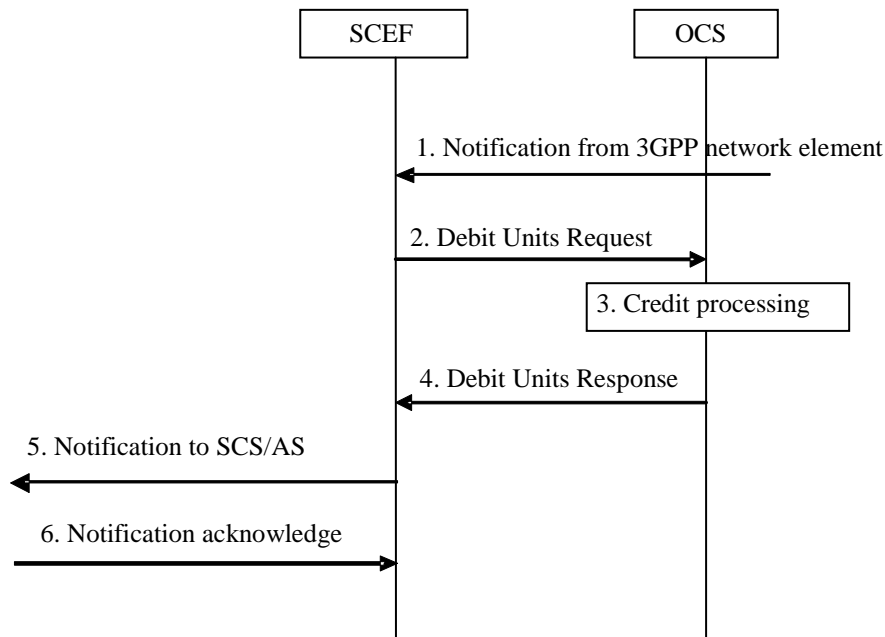 SCEF
OCS
1. Notification from 3GPP network element
2. Debit Units Request
3. Credit processing
4. Debit Units Response
5. Notification to SCS/AS
6. Notification acknowledge